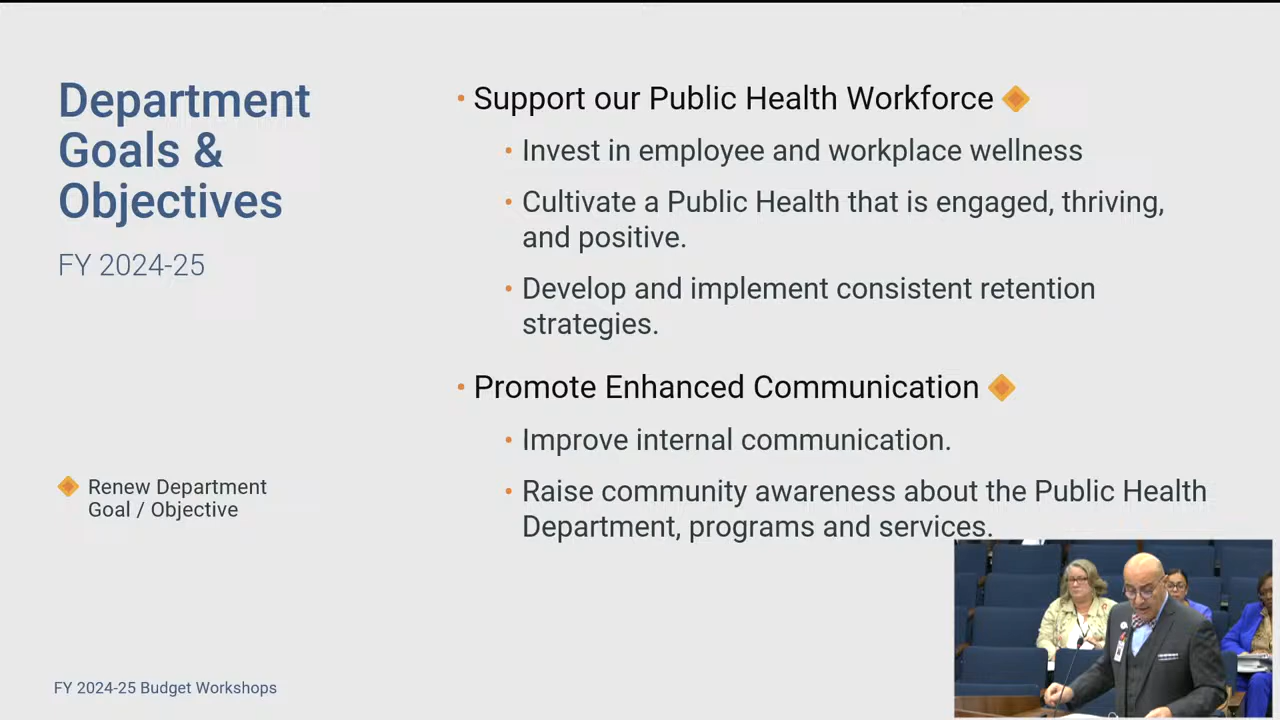 Department
Goals &
Objectives
FY 2024-25
Renew Department
Goal / Objective
• Support our Public Health Workforce
• Invest in employee and workplace wellness
• Cultivate a Public Health that is engaged, thriving,
and positive.
• Develop and implement consistent retention
strategies.
• Promote Enhanced Communication
• Improve internal communication.
• Raise community awareness about the Public Health
Department, programs and services.
FY 2024-25 Budget Workshops